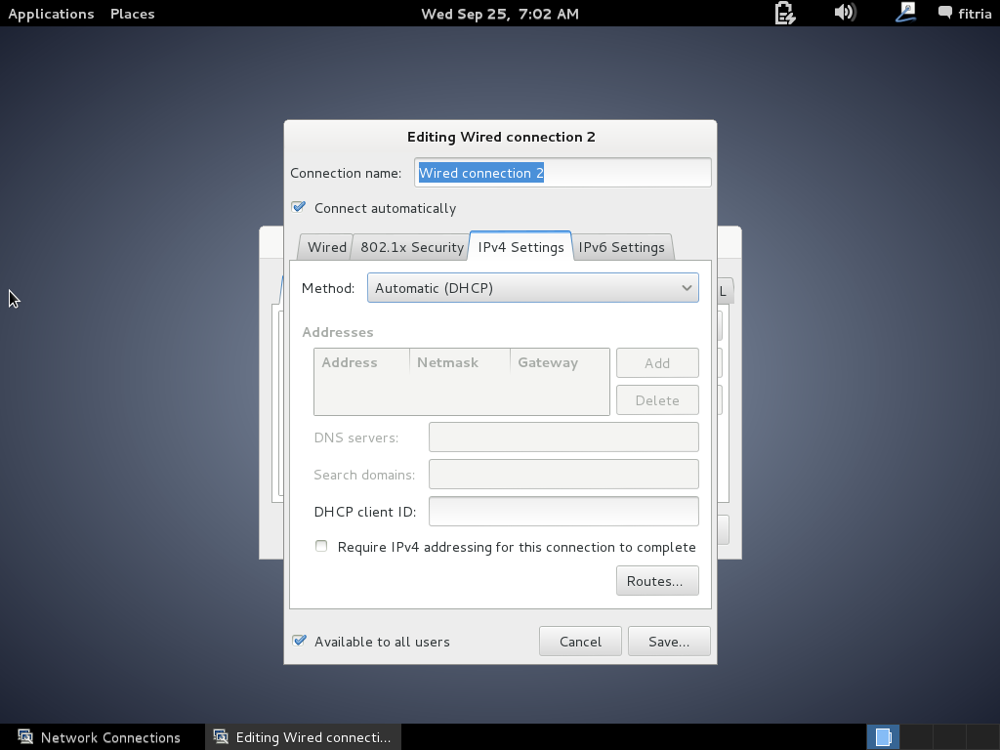 Applications Places Wed Sep 25, 7:02 AM fitria
Editing Wired connection 2
Connection name: Wired connection 2
Connect automatically
Wired 802.1x Security IPv4 Settings IPv6 Settings
Method: Automatic (DHCP)
L
Addresses
Address Netmask Gateway Add
Delete
DNS servers:
Search domains:
DHCP client ID:
Require IPv4 addressing for this connection to complete
Routes...
Available to all users Cancel Save...
Network Connections Editing Wired connecti...